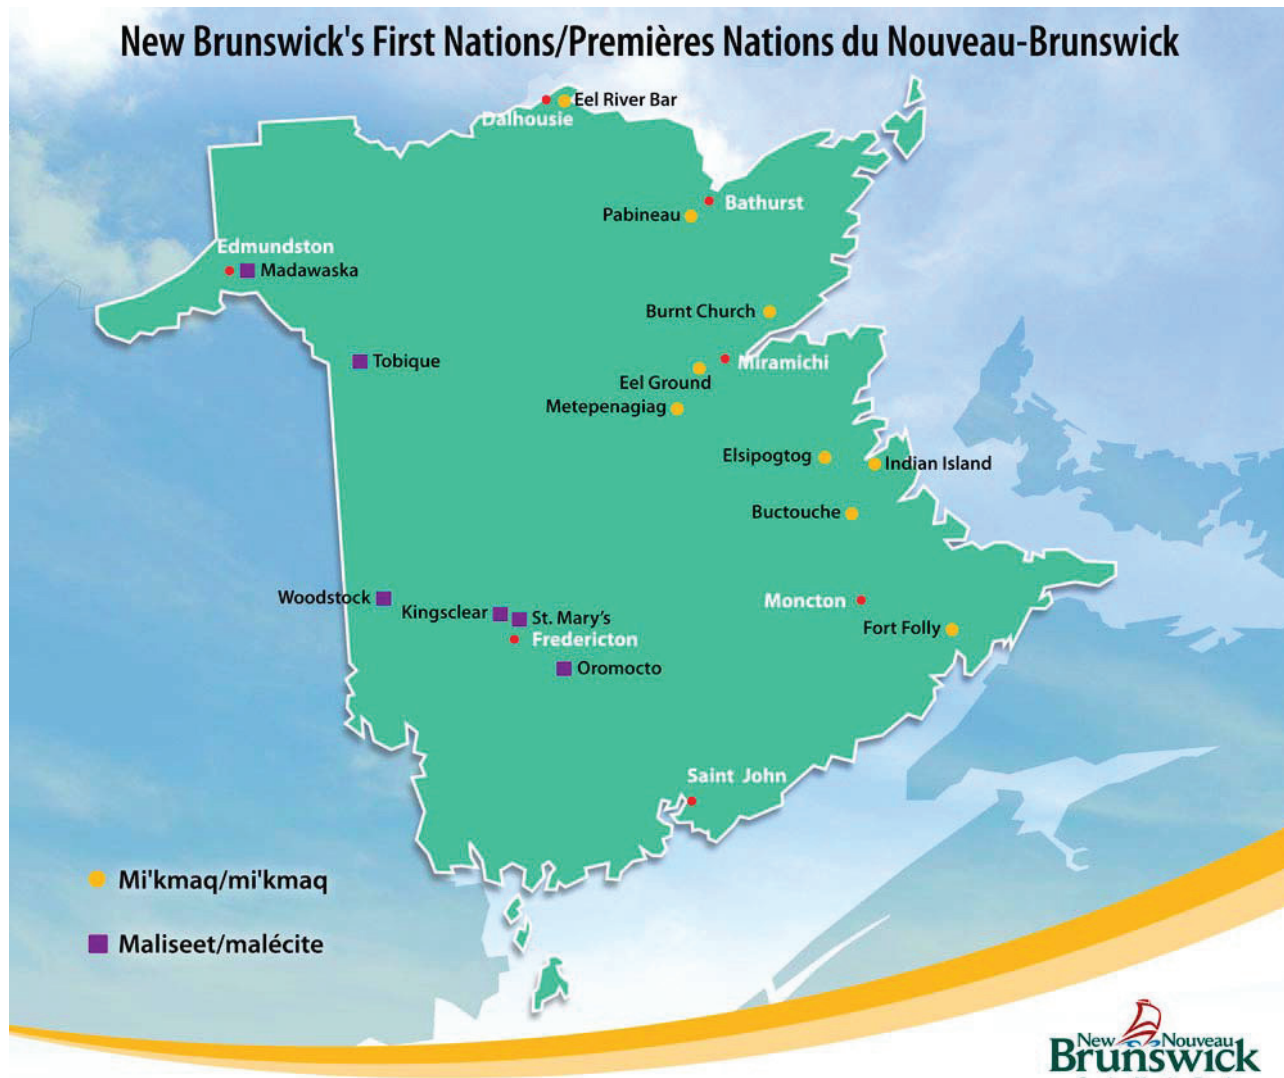 New Brunswick's First Nations/Premières Nations du Nouveau-Brunswick
Eel River Bar
Dalhousie
Bathurst
Pabineau
Edmundston
Madawaska
Burnt Church
Tobique
Miramichi
Eel Ground
Metepenagiag
Elsipogtog
Indian Island
Buctouche
Woodstock
Kingsclear
St. Mary's
Moncton
Fredericton
Fort Folly
Oromocto
Saint John
Mi'kmaq/mi'kmaq
Maliseet/malécite
New Nouveau
Brunswick